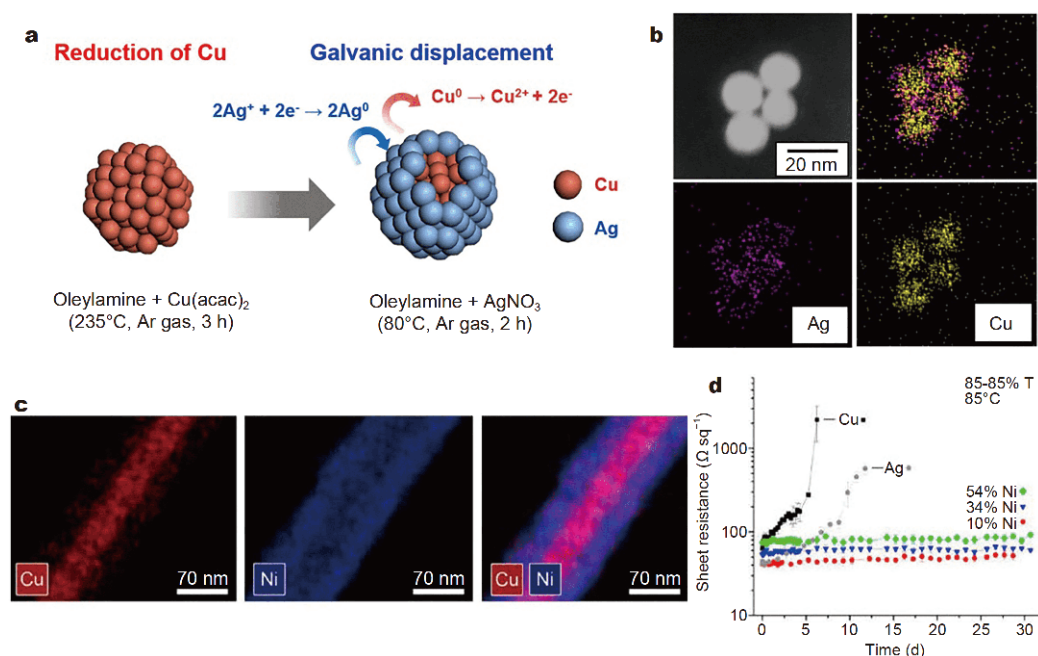 a
Reduction of Cu
Galvanic displacement
2Ag⁺ + 2e⁻ → 2Ag⁰
Cu⁰ → Cu²⁺ + 2e⁻
Cu
Ag
Oleylamine + Cu(acac)₂
(235°C, Ar gas, 3 h)
Oleylamine + AgNO₃
(80°C, Ar gas, 2 h)
b
20 nm
Ag
Cu
c
Cu
70 nm
Ni
70 nm
Cu
Ni
70 nm
d
85-85% T
85°C
Cu
Ag
54% Ni
34% Ni
10% Ni
Sheet resistance (Ω sq⁻¹)
1000
100
10
0 5 10 15 20 25 30
Time (d)